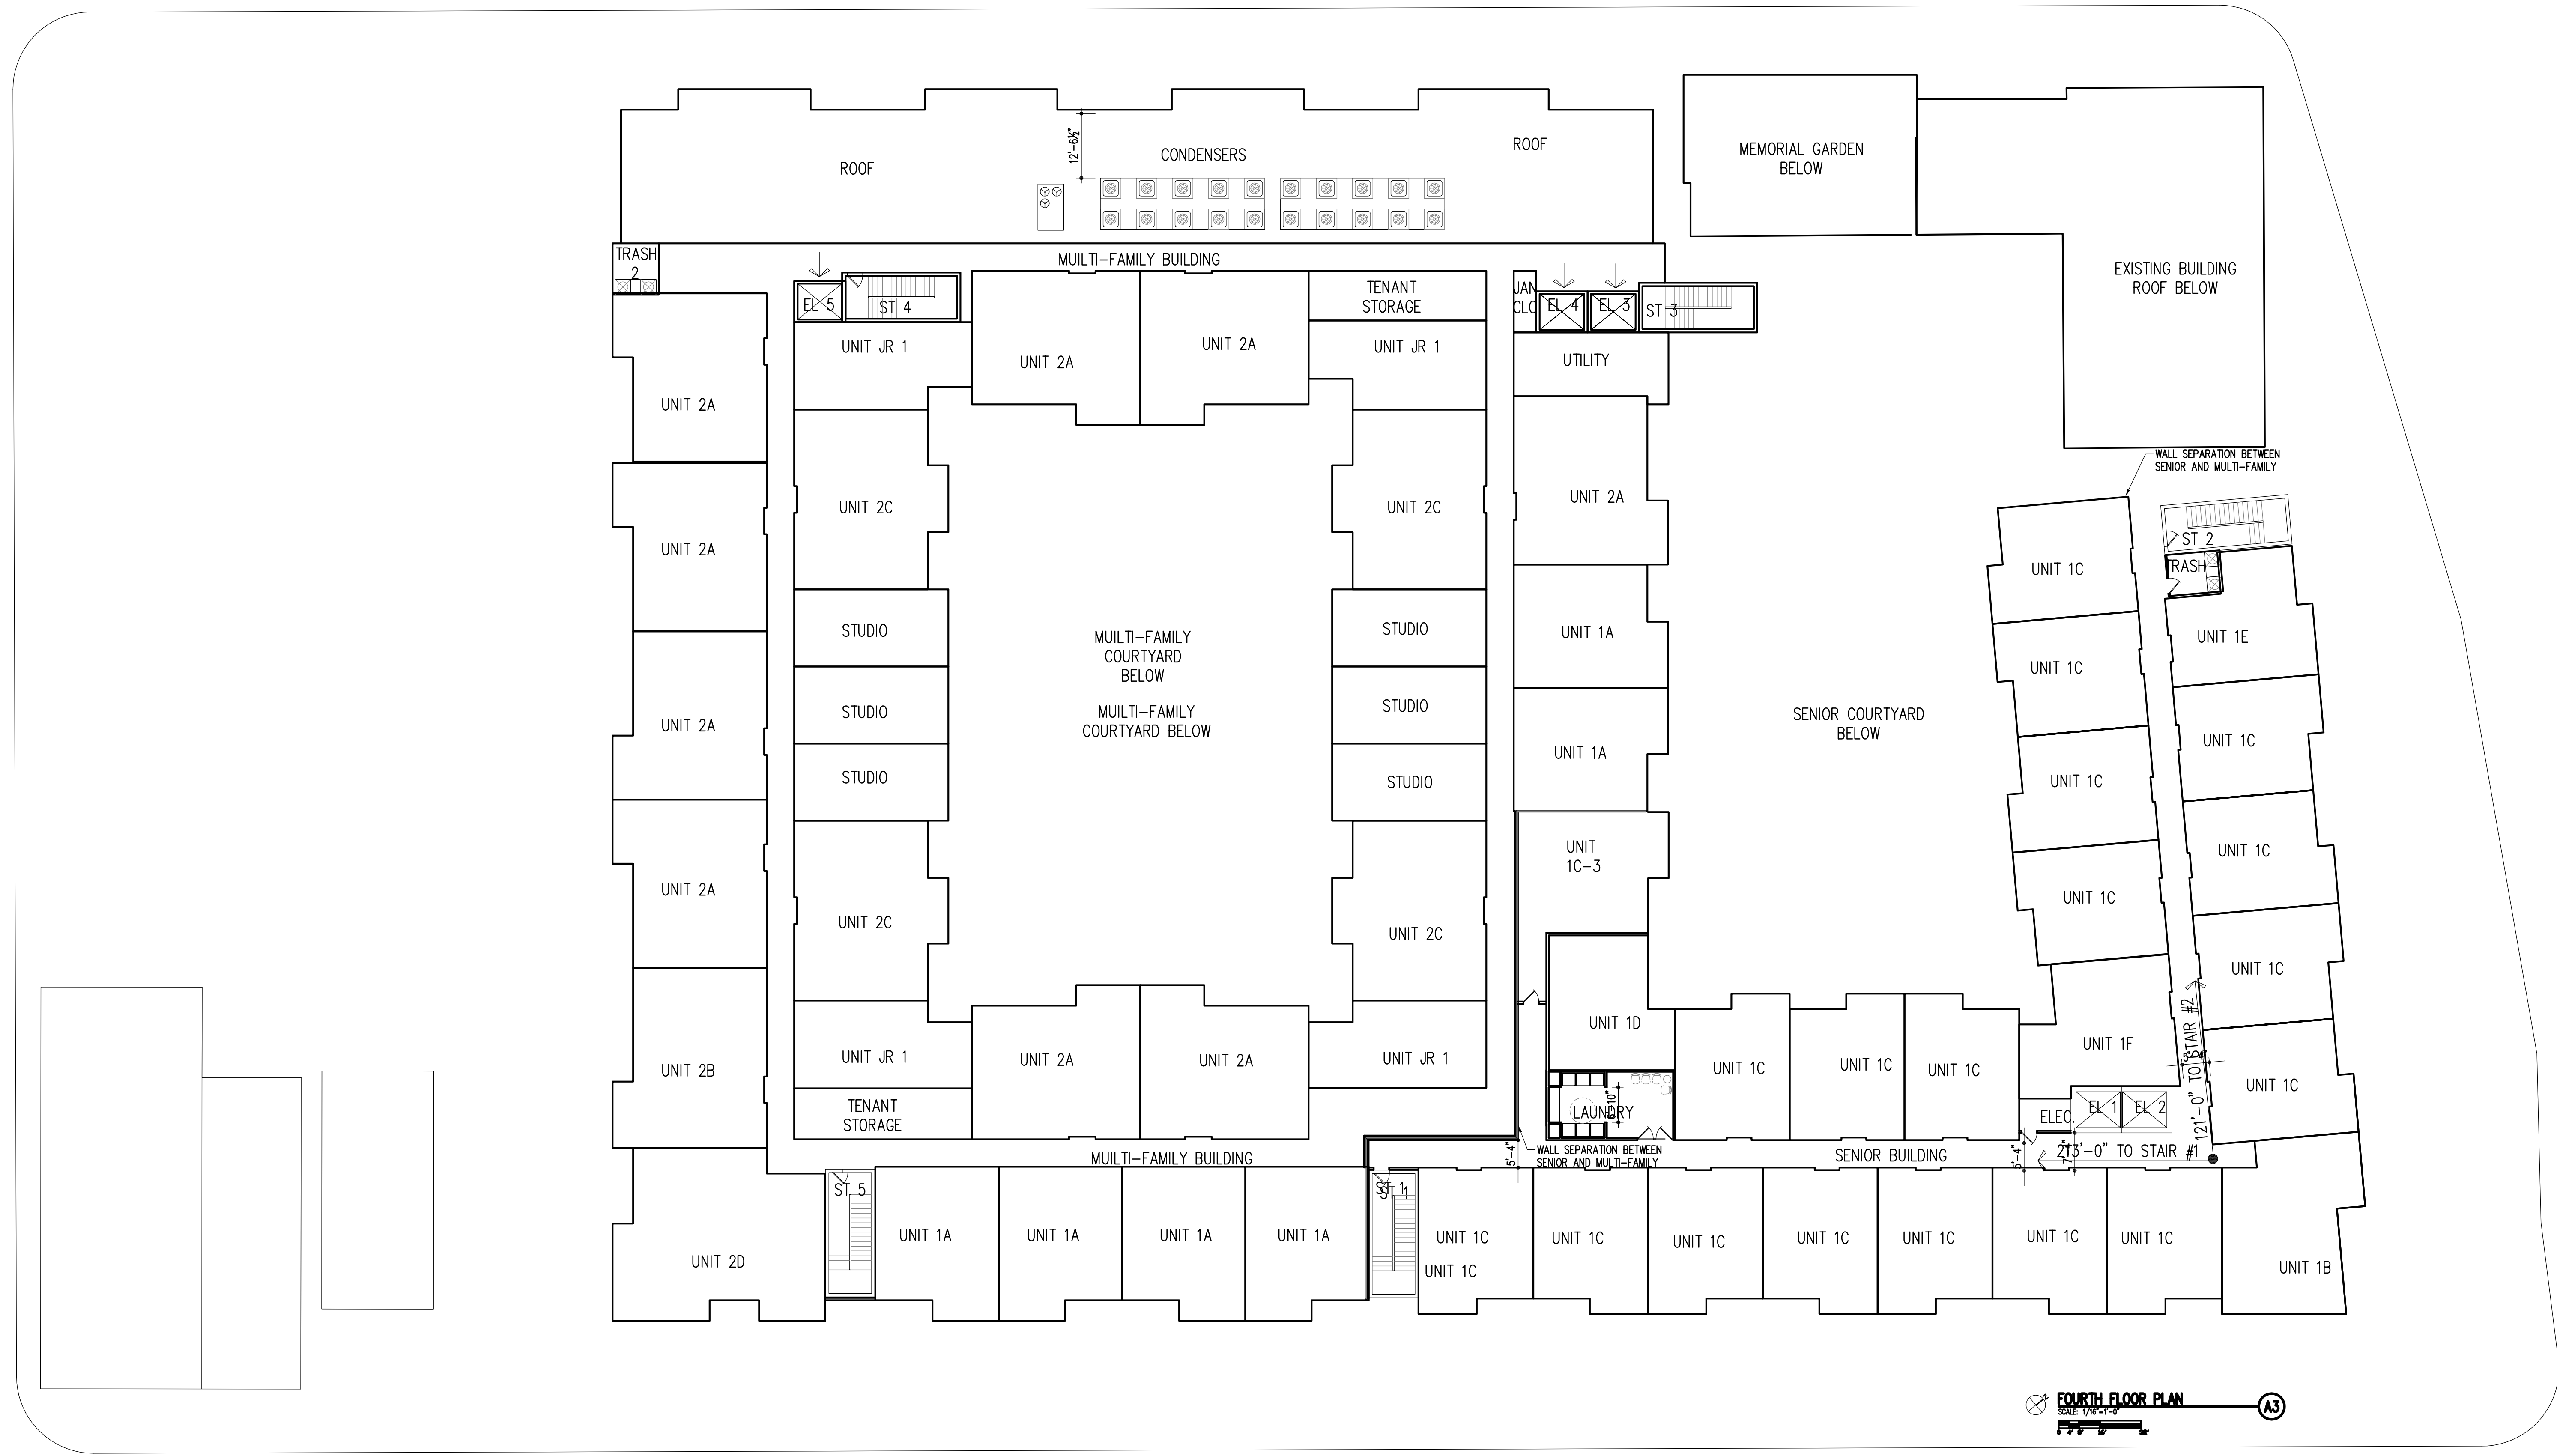 12'-6½"
ROOF
CONDENSERS
ROOF
MEMORIAL GARDEN
BELOW
TRASH
2
MUILTI-FAMILY BUILDING
EXISTING BUILDING
ROOF BELOW
EL 5
ST 4
TENANT
STORAGE
JAN
CLO
EL 4
EL 3
ST 3
UNIT JR 1
UNIT 2A
UNIT 2A
UNIT JR 1
UTILITY
UNIT 2A
WALL SEPARATION BETWEEN
SENIOR AND MULTI-FAMILY
UNIT 2C
UNIT 2C
UNIT 2A
ST 2
UNIT 2A
UNIT 1C
TRASH
STUDIO
MUILTI-FAMILY
COURTYARD
BELOW
STUDIO
UNIT 1A
UNIT 1E
UNIT 1C
STUDIO
MUILTI-FAMILY
COURTYARD BELOW
STUDIO
SENIOR COURTYARD
BELOW
UNIT 2A
UNIT 1C
STUDIO
STUDIO
UNIT 1A
UNIT 1C
UNIT
1C-3
UNIT 1C
UNIT 2A
UNIT 1C
UNIT 2C
UNIT 2C
UNIT 1C
UNIT 1D
121'-0" TO STAIR #2
UNIT 2B
UNIT JR 1
UNIT 2A
UNIT 2A
UNIT JR 1
UNIT 1C
UNIT 1C
UNIT 1C
UNIT 1F
UNIT 1C
TENANT
STORAGE
LAUNDRY
ELEC.
EL 1
EL 2
5'-4"
WALL SEPARATION BETWEEN
SENIOR AND MULTI-FAMILY
MUILTI-FAMILY BUILDING
SENIOR BUILDING
5'-4"
213'-0" TO STAIR #1
ST 5
ST 1
ST 1
UNIT 2D
UNIT 1A
UNIT 1A
UNIT 1A
UNIT 1A
UNIT 1C
UNIT 1C
UNIT 1C
UNIT 1C
UNIT 1C
UNIT 1C
UNIT 1C
UNIT 1C
UNIT 1B
FOURTH FLOOR PLAN
SCALE: 1/16"=1'-0"
A3